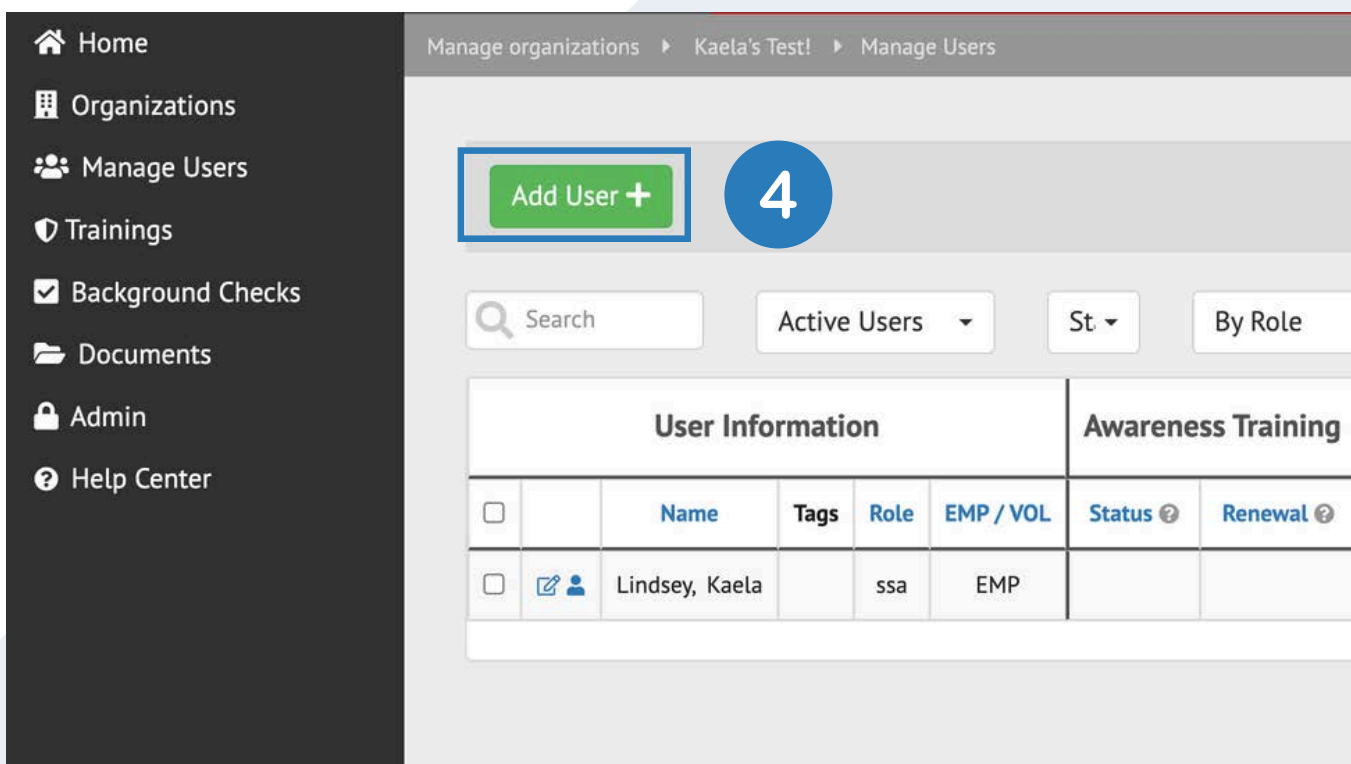 Home
Organizations
Manage Users
Trainings
Background Checks
Documents
Admin
Help Center
Manage organizations Kaela's Test! Manage Users
Add User +
4
Search Active Users St By Role
User Information Awareness Training
Name Tags Role EMP / VOL Status Renewal
Lindsey, Kaela ssa EMP